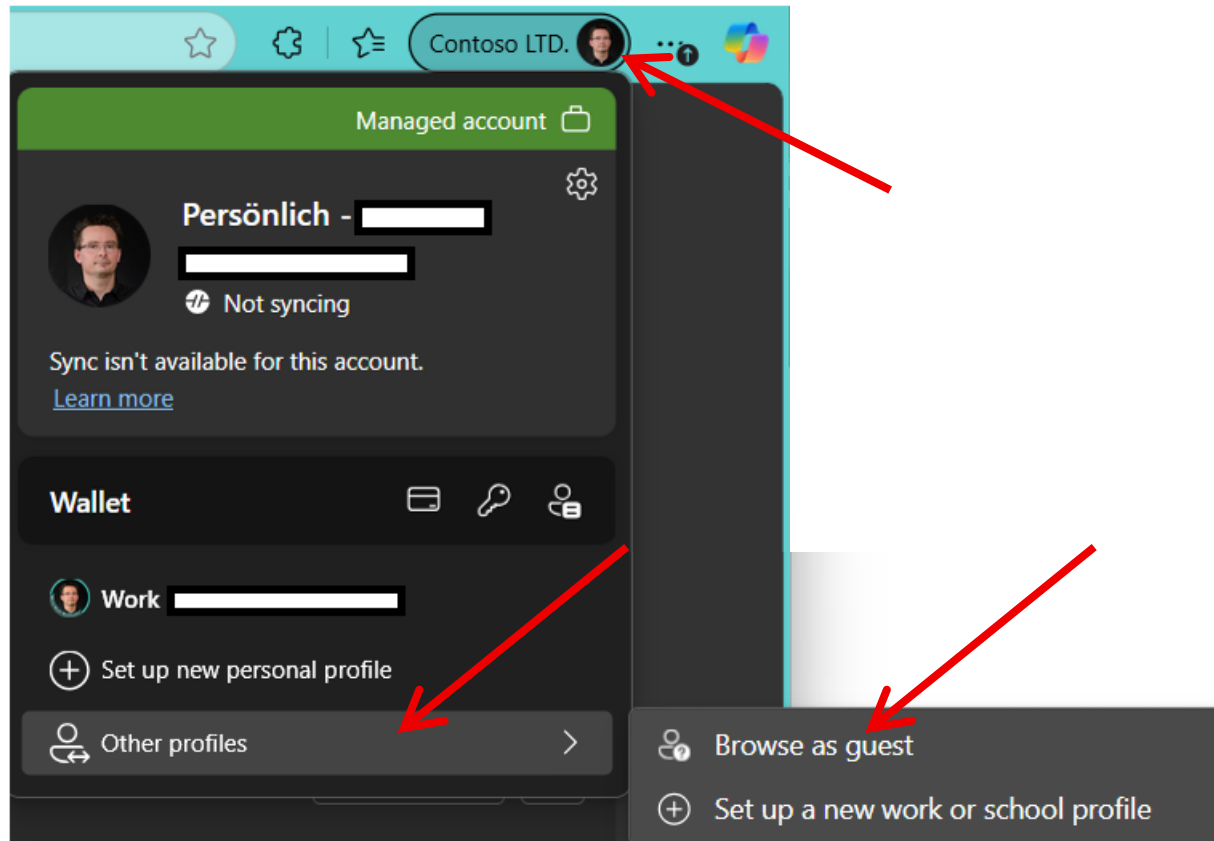 Contoso LTD.
Managed account
Persönlich -
Not syncing
Sync isn't available for this account.
Learn more
Wallet
Work
Set up new personal profile
Other profiles
Browse as guest
Set up a new work or school profile